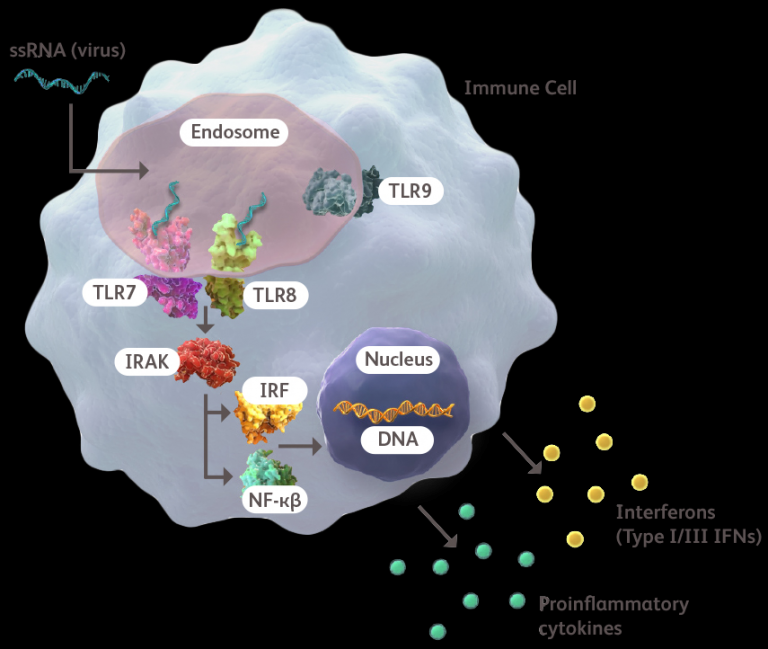 ssRNA (virus)
Immune Cell
Endosome
TLR9
TLR7
TLR8
IRAK
Nucleus
IRF
DNA
NF-κβ
Interferons
(Type I/III IFNs)
Proinflammatory
cytokines